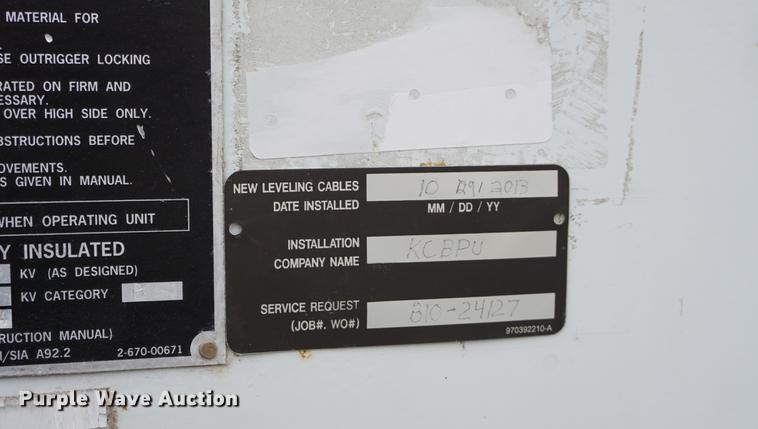 MATERIAL FOR
SE OUTRIGGER LOCKING
RATED ON FIRM AND
ESSARY.
OVER HIGH SIDE ONLY.
BSTRUCTIONS BEFORE
OVEMENTS.
S GIVEN IN MANUAL.
WHEN OPERATING UNIT
Y INSULATED
KV (AS DESIGNED)
KV CATEGORY
RUCTION MANUAL)
I/SIA A92.2 2-670-00671
NEW LEVELING CABLES 10 / 29 / 2013
DATE INSTALLED MM / DD / YY
INSTALLATION KCBPU
COMPANY NAME
SERVICE REQUEST 810-24127
(JOB#, WO#)
970392210-A
Purple Wave Auction